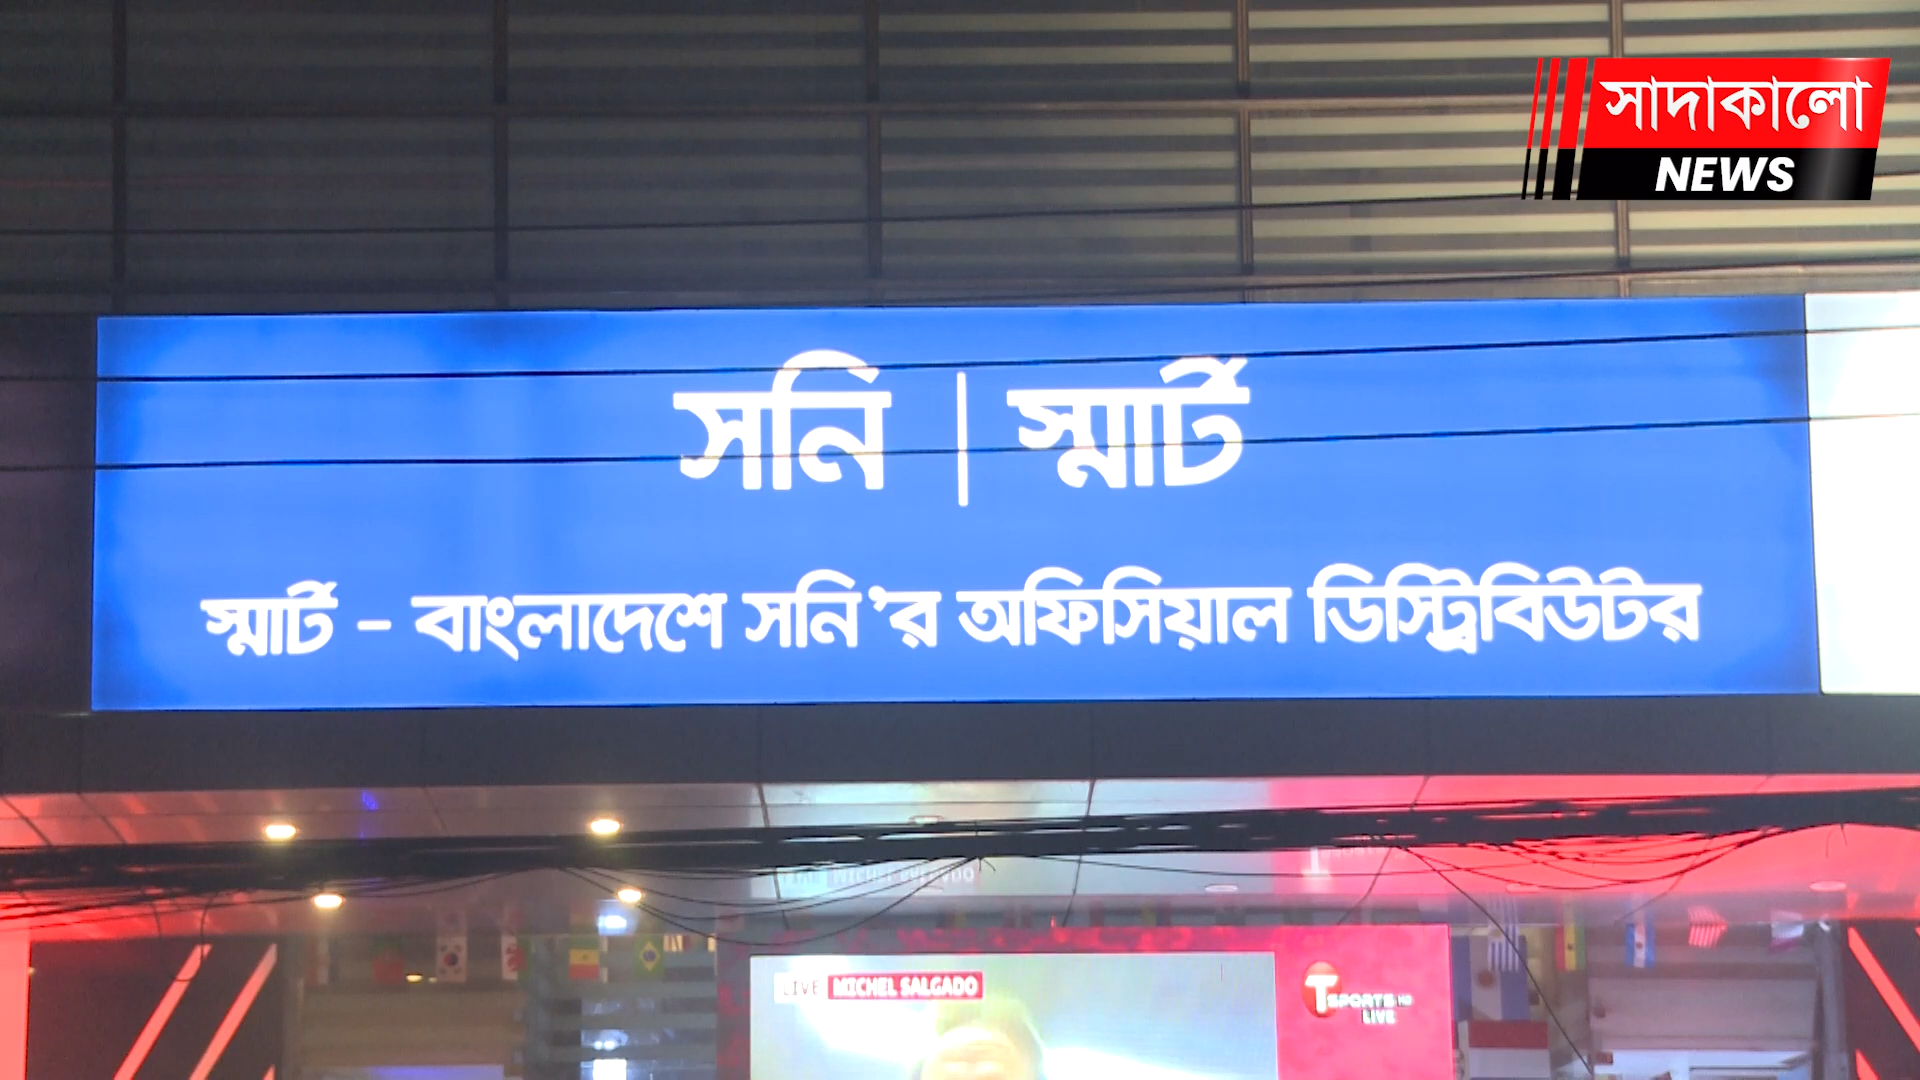 সাদাকালো
NEWS
সনি | স্মার্ট
স্মার্ট – বাংলাদেশে সনি’র অফিসিয়াল ডিস্ট্রিবিউটর
LIVE MICHEL SALGADO
T SPORTS HD
LIVE